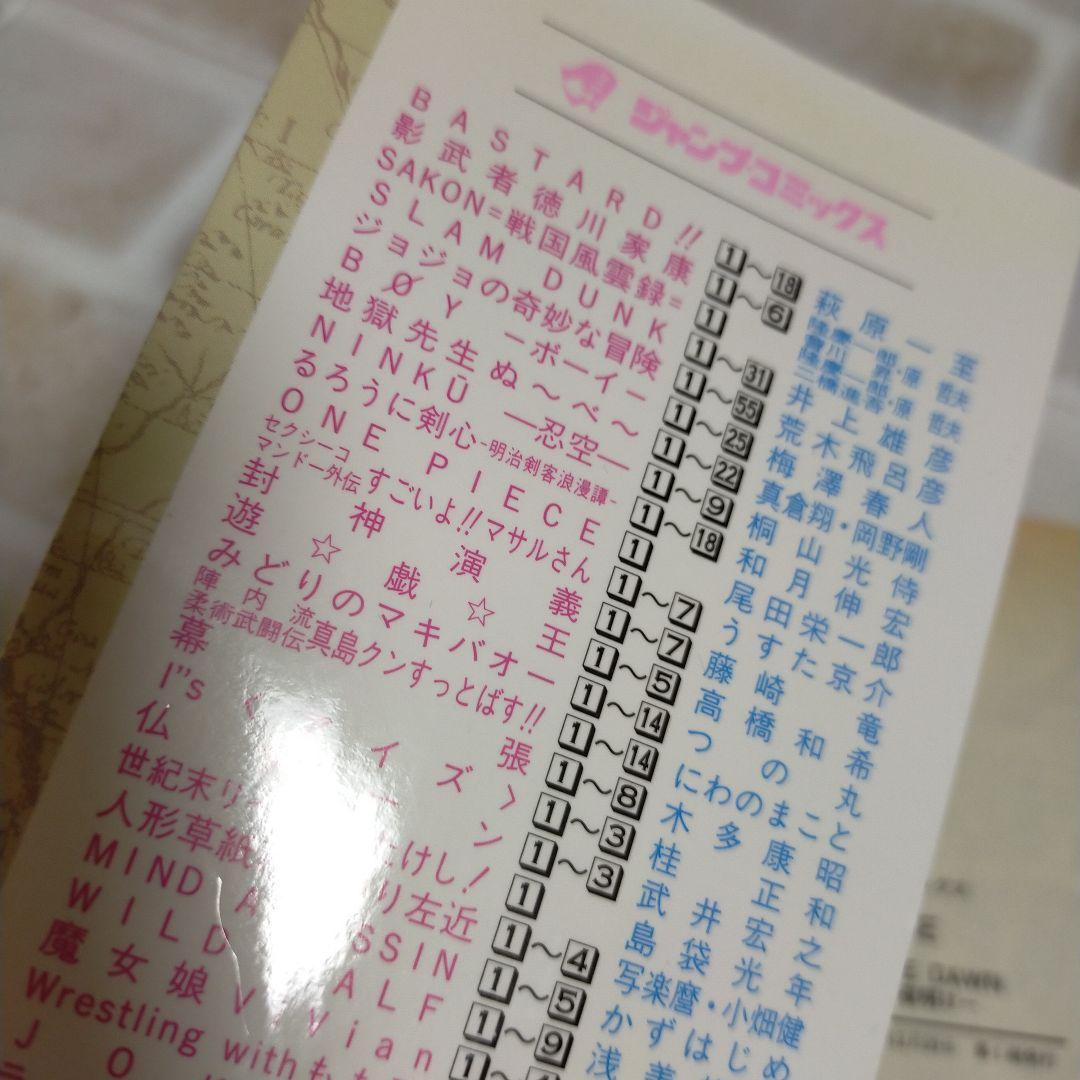 ジャンプ・コミックス
BASTARD!! 1～18 萩原一至
影武者徳川家康 1～6 隆慶一郎・原哲夫
SAKON=戦国風雲録= 1 隆慶一郎・原哲夫
SLAM DUNK 1～31 井上雄彦
ジョジョの奇妙な冒険 1～55 荒木飛呂彦
BØY―ボーイ― 1～25 梅澤春人
地獄先生ぬ～べ～ 1～22 真倉翔・岡野剛
NINKŪ―忍空― 1～9 桐山光侍
るろうに剣心-明治剣客浪漫譚- 1～18 和月伸宏
ONE PIECE 1 尾田栄一郎
セクシーコマンドー外伝 すごいよ!!マサルさん 1～7 うすた京介
封神演義 1～7 藤崎竜
遊☆戯☆王 1～5 高橋和希
みどりのマキバオー 1～14 つの丸
陣内流柔術武闘伝真島クンすっとばす!! 1～14 にわのまこと
幕張 1～8 木多康昭
I"s 1～3 桂正和
仏 1～3 武井宏之
世紀末リ けし! 1 島袋光年
人形草紙 り左近 1～4 写楽麿・小畑健
MIND A SSIN 1～5 かずはじめ
WILD ALF 1～9 浅美
魔女娘ViVian
Wrestling with